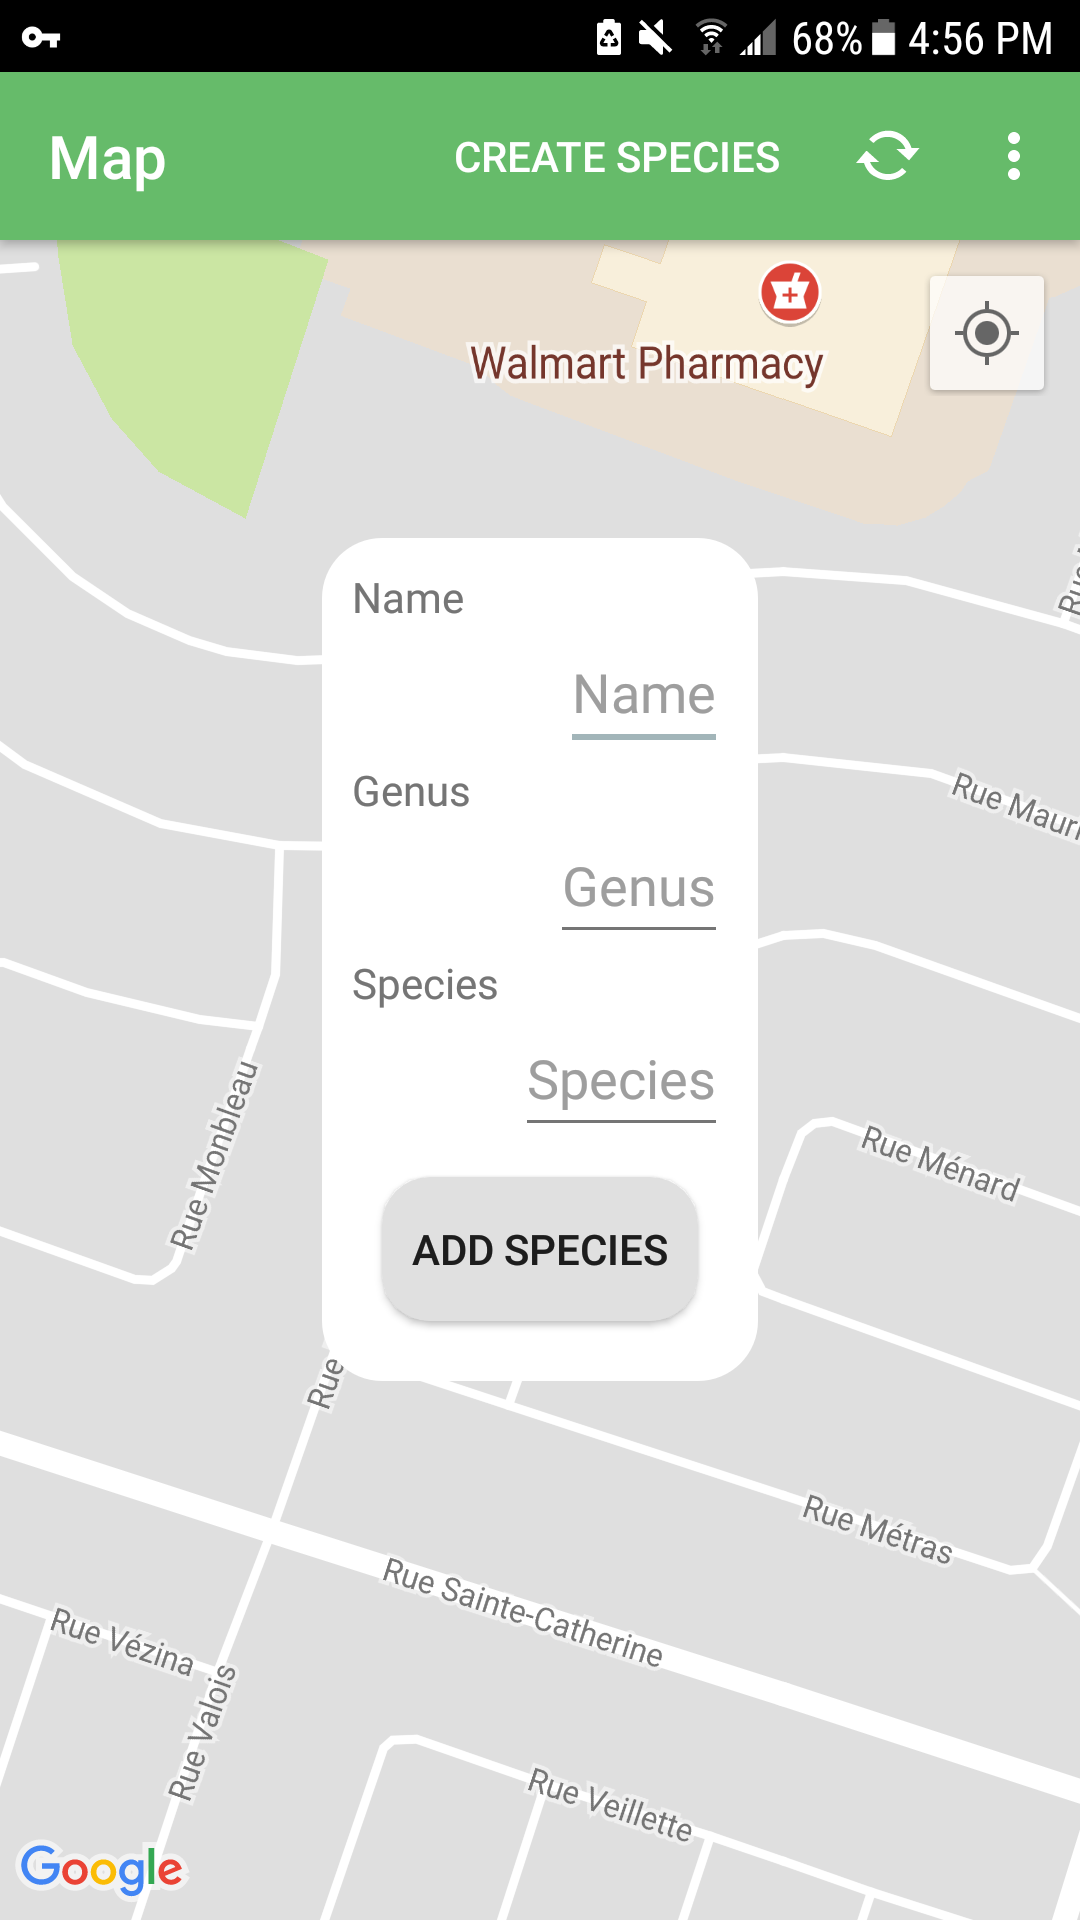 68% 4:56 PM
Map CREATE SPECIES
Walmart Pharmacy
Name
Name
Genus
Rue Mauri
Genus
Species
Species
Rue Monbleau
Rue Ménard
ADD SPECIES
Rue
Rue Métras
Rue Sainte-Catherine
Rue Vézina
Rue Valois
Rue Veillette
Google